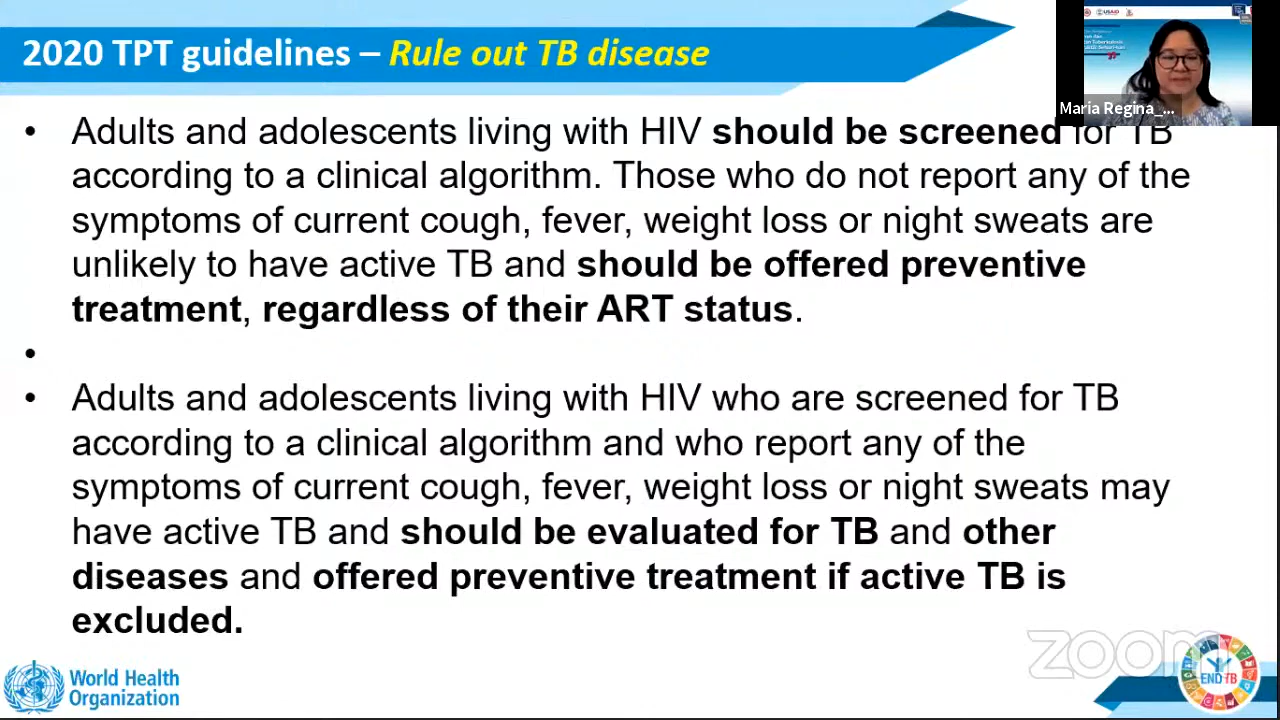 2020 TPT guidelines – Rule out TB disease
USAID
Maria Regina_...
• Adults and adolescents living with HIV should be screened for TB
according to a clinical algorithm. Those who do not report any of the
symptoms of current cough, fever, weight loss or night sweats are
unlikely to have active TB and should be offered preventive
treatment, regardless of their ART status.
•
• Adults and adolescents living with HIV who are screened for TB
according to a clinical algorithm and who report any of the
symptoms of current cough, fever, weight loss or night sweats may
have active TB and should be evaluated for TB and other
diseases and offered preventive treatment if active TB is
excluded.
World Health
Organization
zoom
END TB